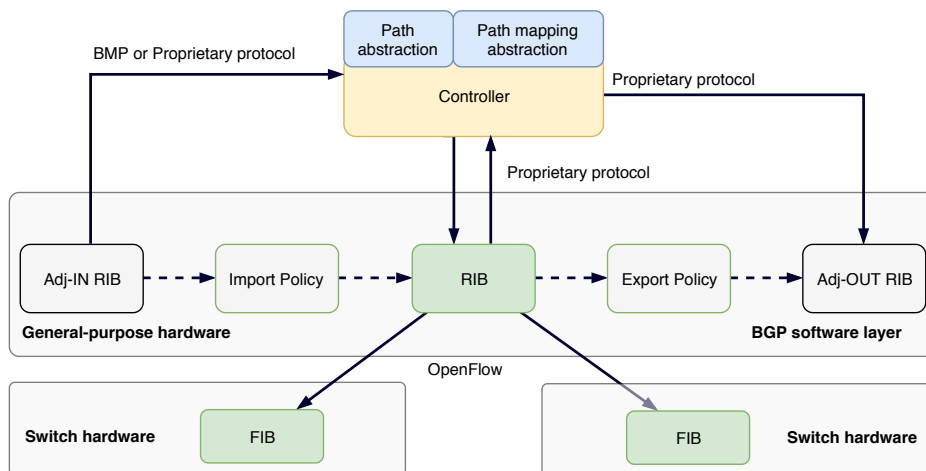 Path
abstraction
Path mapping
abstraction
BMP or Proprietary protocol
Controller
Proprietary protocol
Proprietary protocol
Adj-IN RIB
Import Policy
RIB
Export Policy
Adj-OUT RIB
General-purpose hardware
BGP software layer
OpenFlow
Switch hardware
FIB
FIB
Switch hardware